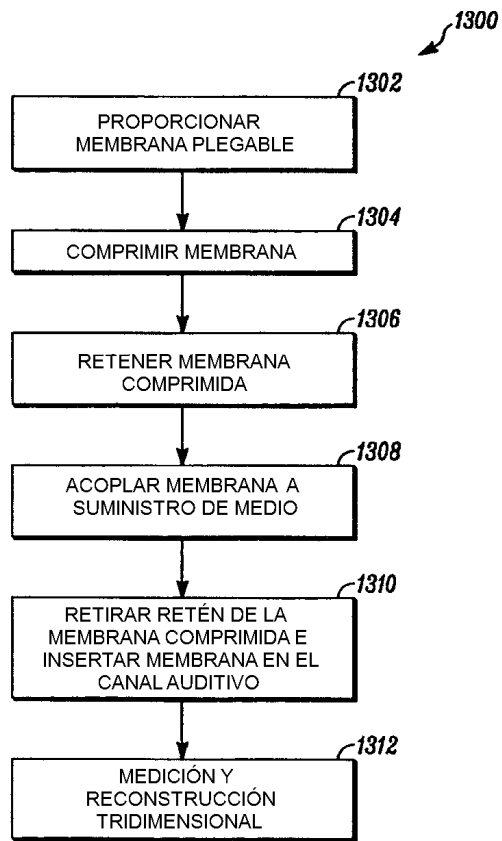 1300
1302
PROPORCIONAR
MEMBRANA PLEGABLE
1304
COMPRIMIR MEMBRANA
1306
RETENER MEMBRANA
COMPRIMIDA
1308
ACOPLAR MEMBRANA A
SUMINISTRO DE MEDIO
1310
RETIRAR RETÉN DE LA
MEMBRANA COMPRIMIDA E
INSERTAR MEMBRANA EN EL
CANAL AUDITIVO
1312
MEDICIÓN Y
RECONSTRUCCIÓN
TRIDIMENSIONAL